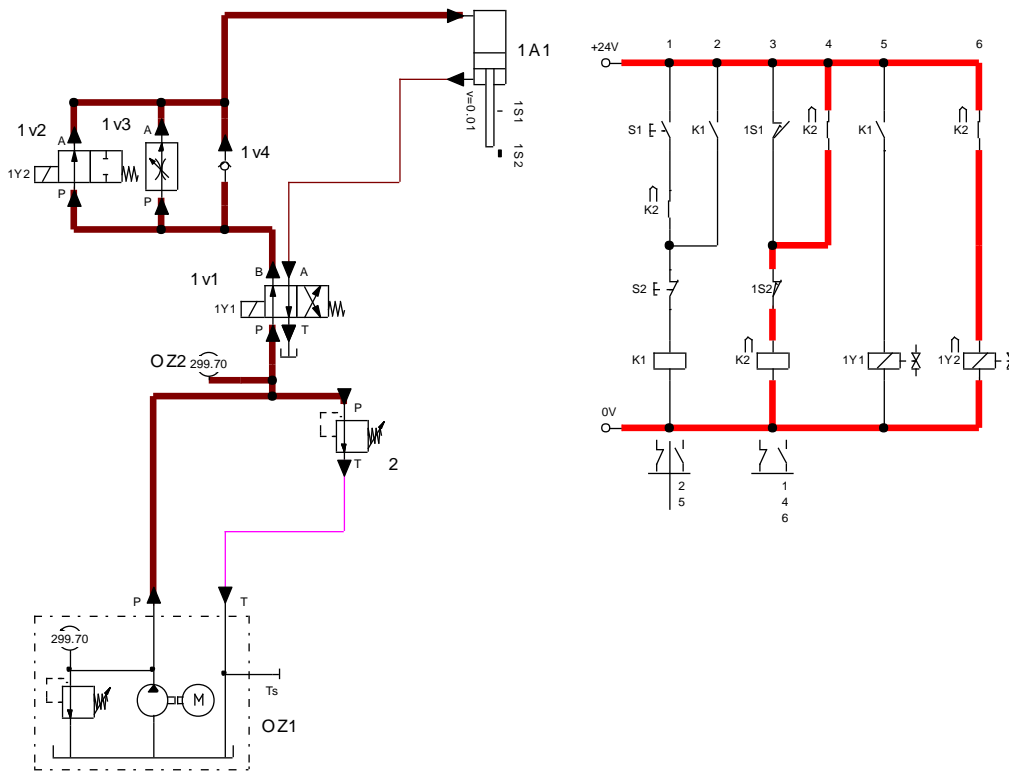 1A1
1S1
v=0.01
1S2
1v2
1v3
1v4
A
A
1Y2
P
P
1v1
B
A
1Y1
P
T
OZ2
299.70
P
2
T
P
T
299.70
Ts
M
OZ1
1
2
3
4
5
6
+24V
S1
K1
1S1
K2
K1
K2
K2
S2
1S2
K1
K2
1Y1
1Y2
0V
2
5
1
4
6